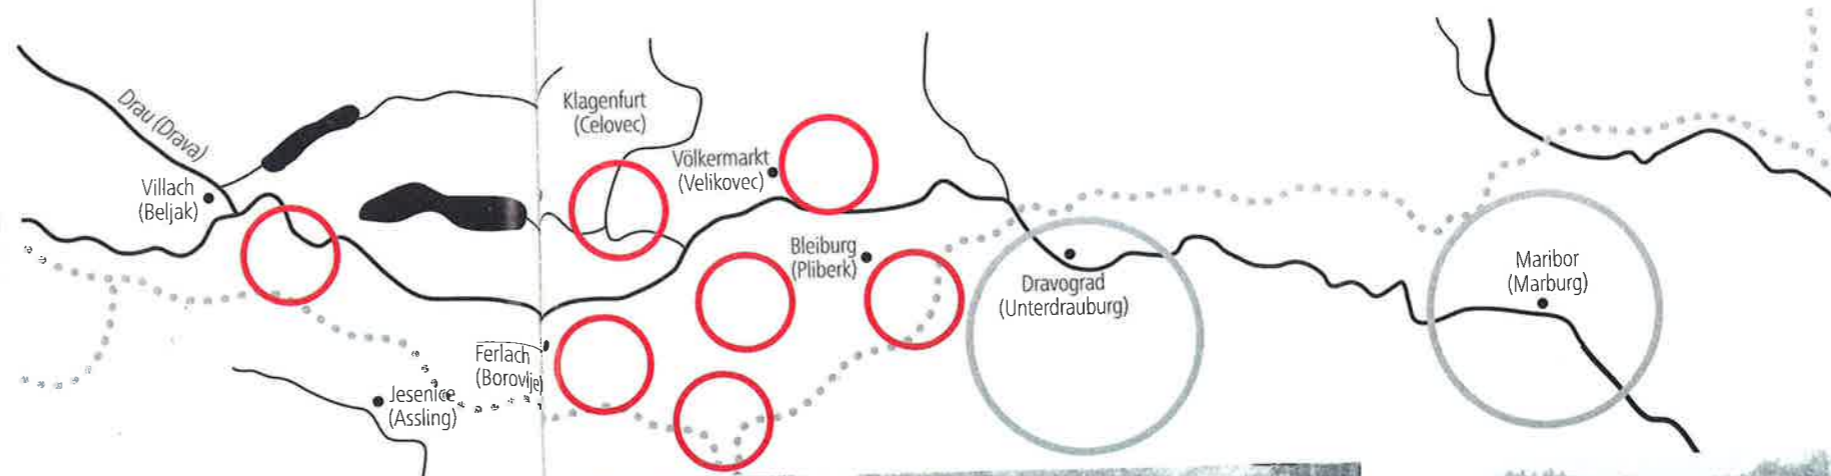 Drau (Drava)
Villach
(Beljak)
Klagenfurt
(Celovec)
Völkermarkt
(Velikovec)
Bleiburg
(Pliberk)
Ferlach
(Borovlje)
Jesenice
(Assling)
Dravograd
(Unterdrauburg)
Maribor
(Marburg)